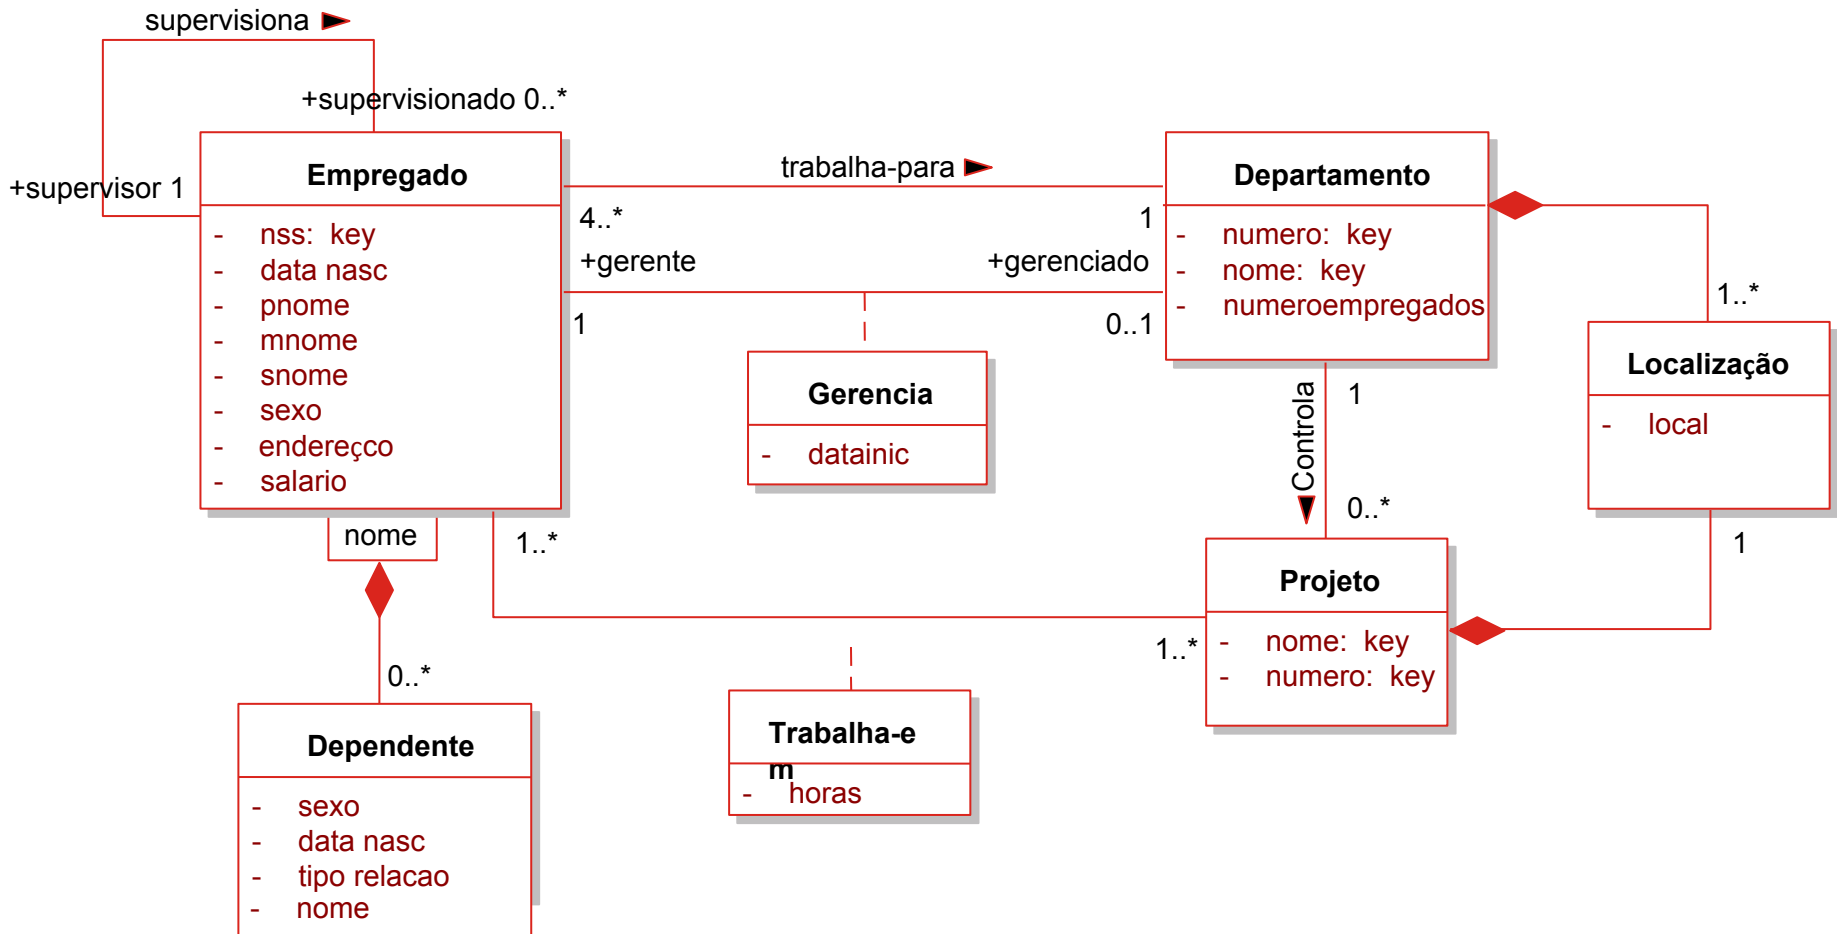 supervisiona
+supervisionado 0..*
+supervisor 1
Empregado
- nss: key
- data nasc
- pnome
- mnome
- snome
- sexo
- endereçco
- salario
nome
trabalha-para
4..*
1
+gerente
+gerenciado
1
0..1
Gerencia
- datainic
Departamento
- numero: key
- nome: key
- numeroempregados
1..*
Localização
- local
1
Controla
1
0..*
Projeto
- nome: key
- numero: key
1..*
1..*
Trabalha-e
m
- horas
0..*
Dependente
- sexo
- data nasc
- tipo relacao
- nome